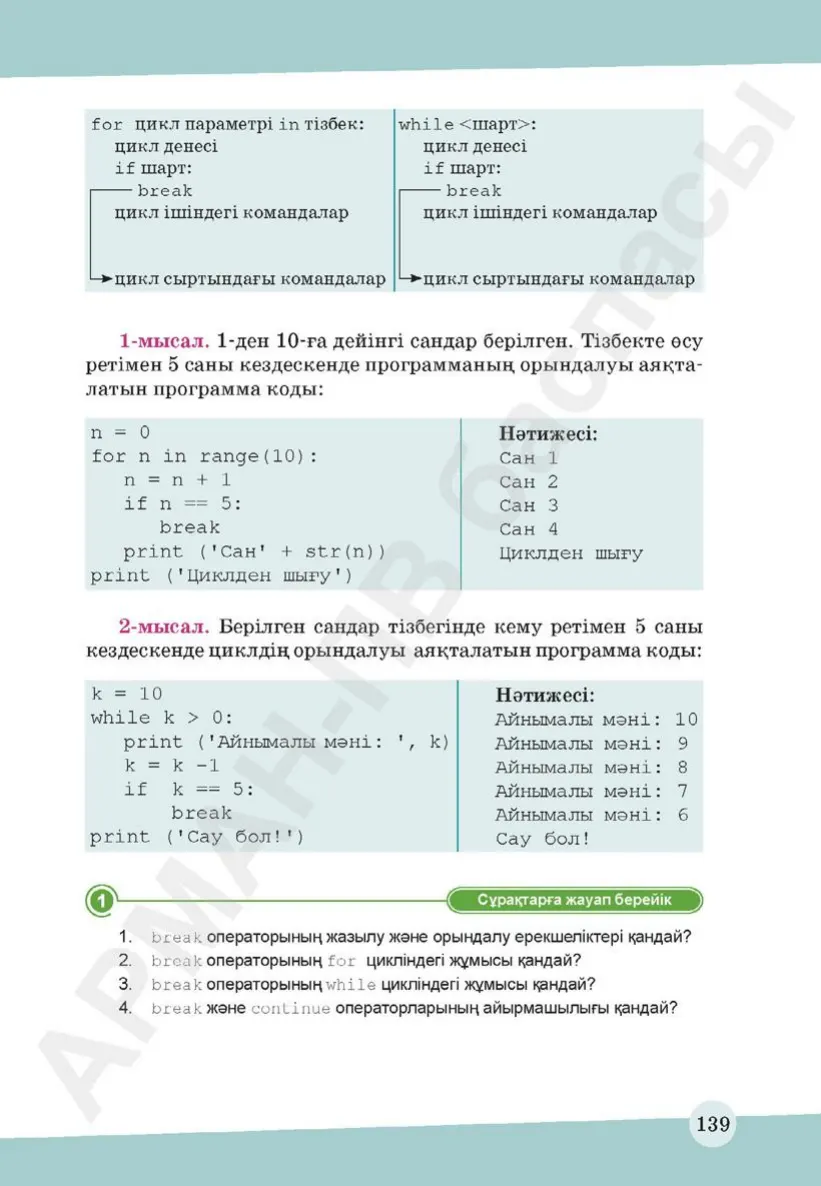 for цикл параметрі in тізбек:
цикл денесі
if шарт:
break
цикл ішіндегі командалар
цикл сыртындағы командалар
while <шарт>:
цикл денесі
if шарт:
break
цикл ішіндегі командалар
цикл сыртындағы командалар
1-мысал. 1-ден 10-ға дейінгі сандар берілген. Тізбекте өсу
ретімен 5 саны кездескенде программаның орындалуы аяқта-
латын программа коды:
n = 0
for n in range(10):
n = n + 1
if n == 5:
break
print ('Сан' + str(n))
print ('Циклден шығу')
Нәтижесі:
Сан 1
Сан 2
Сан 3
Сан 4
Циклден шығу
2-мысал. Берілген сандар тізбегінде кему ретімен 5 саны
кездескенде циклдің орындалуы аяқталатын программа коды:
k = 10
while k > 0:
print ('Айнымалы мәні: ', k)
k = k -1
if k == 5:
break
print ('Сау бол!')
Нәтижесі:
Айнымалы мәні: 10
Айнымалы мәні: 9
Айнымалы мәні: 8
Айнымалы мәні: 7
Айнымалы мәні: 6
Сау бол!
1
Сұрақтарға жауап берейік
1. break операторының жазылу және орындалу ерекшеліктері қандай?
2. break операторының for цикліндегі жұмысы қандай?
3. break операторының while цикліндегі жұмысы қандай?
4. break және continue операторларының айырмашылығы қандай?
139
АРМАН-ПВ баспасы